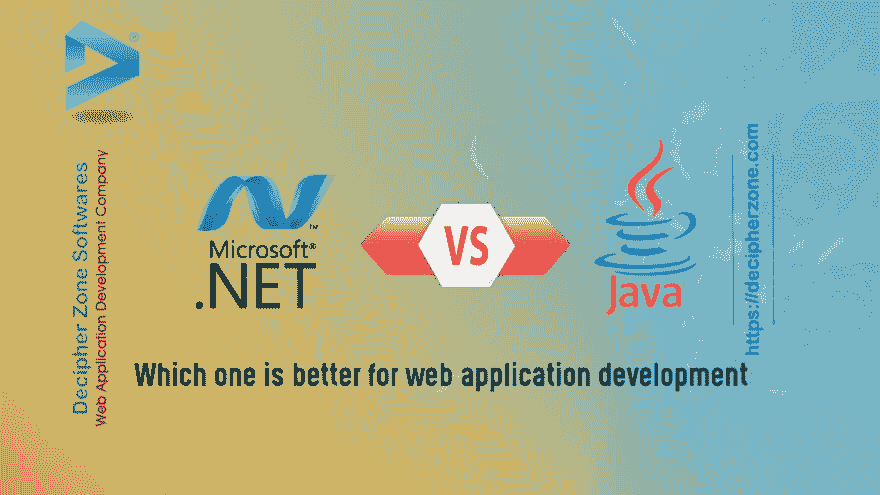 Decipher Zone Softwares
Web Application Development Company
Microsoft®
.NET
™
VS
Java
https://decipherzone.com
Which one is better for web application development
®